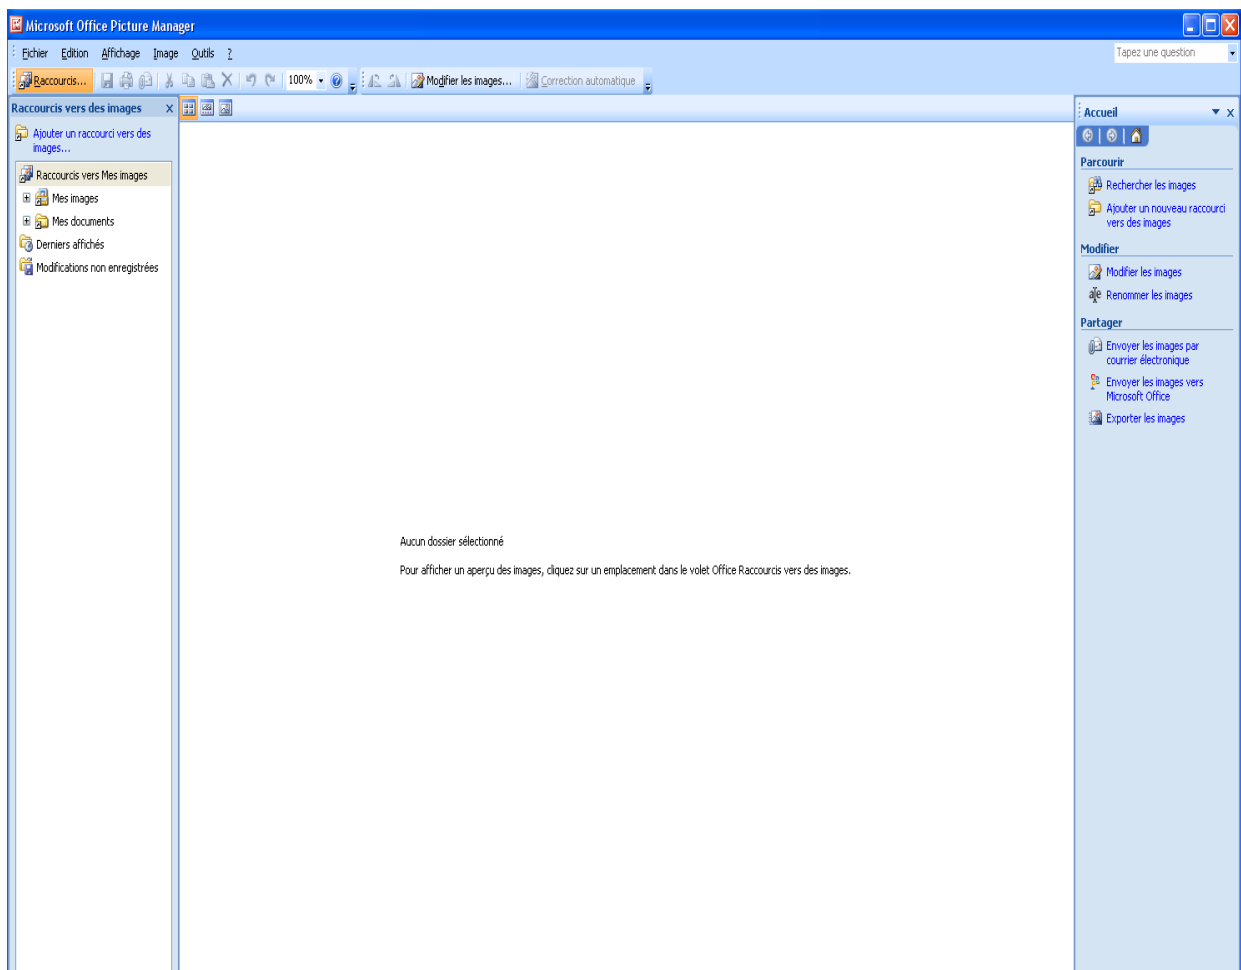 Microsoft Office Picture Manager
Fichier Edition Affichage Image Outils ?
Tapez une question
Raccourcis... 100% Modifier les images... Correction automatique
Raccourcis vers des images
Ajouter un raccourci vers des
images...
Raccourcis vers Mes images
Mes images
Mes documents
Derniers affichés
Modifications non enregistrées
Aucun dossier sélectionné
Pour afficher un aperçu des images, cliquez sur un emplacement dans le volet Office Raccourcis vers des images.
Accueil
Parcourir
Rechercher les images
Ajouter un nouveau raccourci
vers des images
Modifier
Modifier les images
Renommer les images
Partager
Envoyer les images par
courrier électronique
Envoyer les images vers
Microsoft Office
Exporter les images